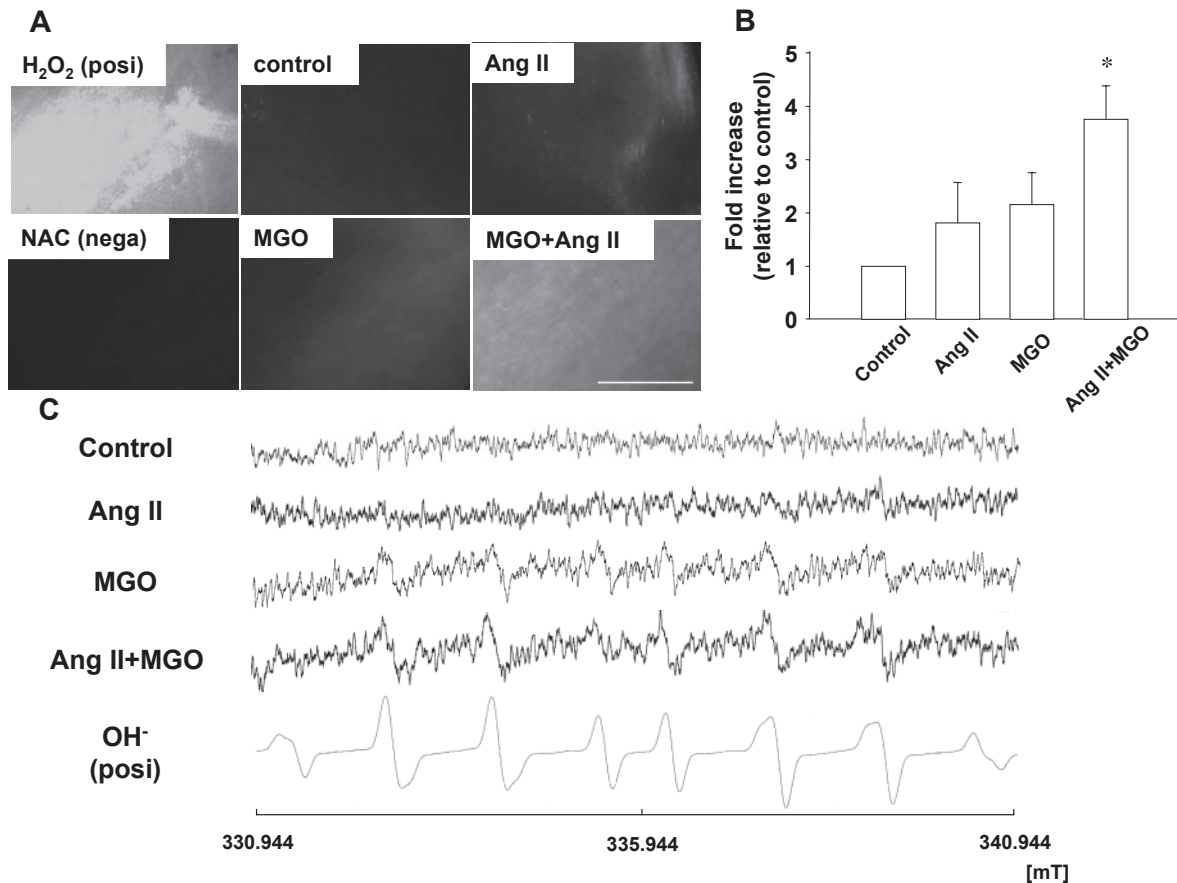 A
H₂O₂ (posi)
control
Ang II
NAC (nega)
MGO
MGO+Ang II
B
Fold increase
(relative to control)
5
4
3
2
1
0
*
Control
Ang II
MGO
Ang II+MGO
C
Control
Ang II
MGO
Ang II+MGO
OH⁻
(posi)
330.944
335.944
340.944
[mT]